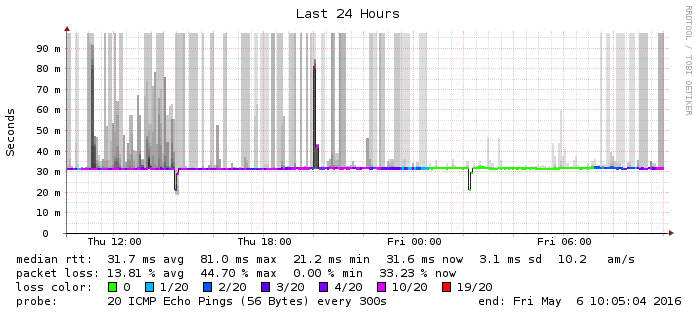 Last 24 Hours
RRDTOOL / TOBI OETIKER
Seconds
90 m
80 m
70 m
60 m
50 m
40 m
30 m
20 m
10 m
0
Thu 12:00 Thu 18:00 Fri 00:00 Fri 06:00
median rtt: 31.7 ms avg 81.0 ms max 21.2 ms min 31.6 ms now 3.1 ms sd 10.2 am/s
packet loss: 13.81 % avg 44.70 % max 0.00 % min 33.23 % now
loss color: 0 1/20 2/20 3/20 4/20 10/20 19/20
probe: 20 ICMP Echo Pings (56 Bytes) every 300s end: Fri May 6 10:05:04 2016